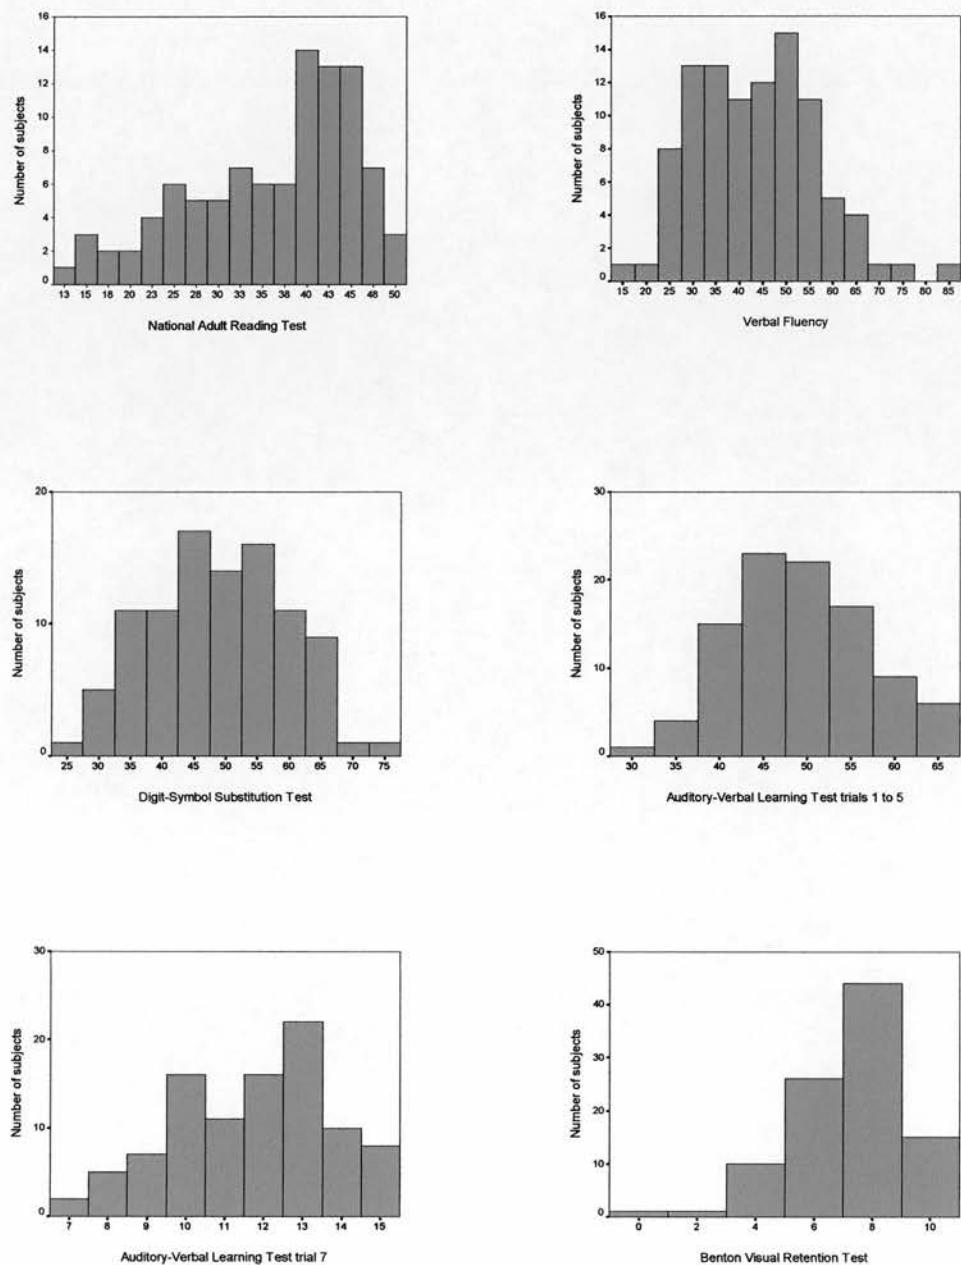 16
14
12
10
8
6
4
2
0
Number of subjects
13 15 18 20 23 25 28 30 33 35 38 40 43 45 48 50
National Adult Reading Test
16
14
12
10
8
6
4
2
0
Number of subjects
15 20 25 30 35 40 45 50 55 60 65 70 75 80 85
Verbal Fluency
20
10
0
Number of subjects
25 30 35 40 45 50 55 60 65 70 75
Digit-Symbol Substitution Test
30
20
10
0
Number of subjects
30 35 40 45 50 55 60 65
Auditory-Verbal Learning Test trials 1 to 5
30
20
10
0
Number of subjects
7 8 9 10 11 12 13 14 15
Auditory-Verbal Learning Test trial 7
50
40
30
20
10
0
Number of subjects
0 2 4 6 8 10
Benton Visual Retention Test